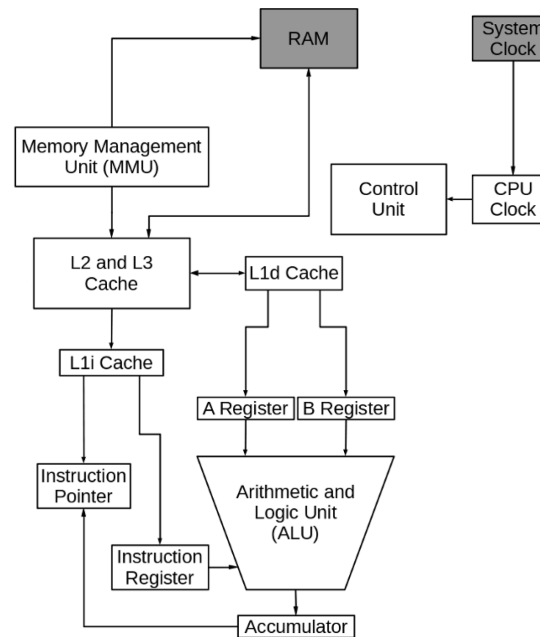 RAM
System
Clock
Memory Management
Unit (MMU)
Control
Unit
CPU
Clock
L2 and L3
Cache
L1d Cache
L1i Cache
A Register
B Register
Instruction
Pointer
Arithmetic and
Logic Unit
(ALU)
Instruction
Register
Accumulator